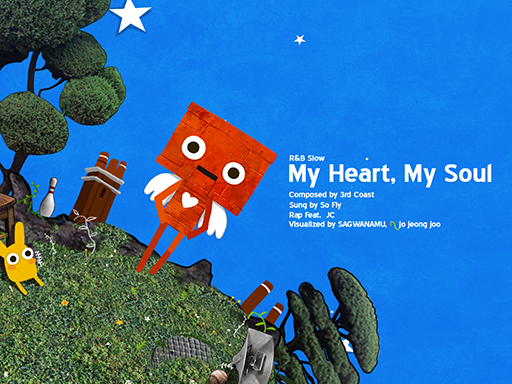 R&B Slow
My Heart, My Soul
Composed by 3rd Coast
Sung by So Fly
Rap Feat. JC
Visualized by SAGWANAMU, jo jeong joo